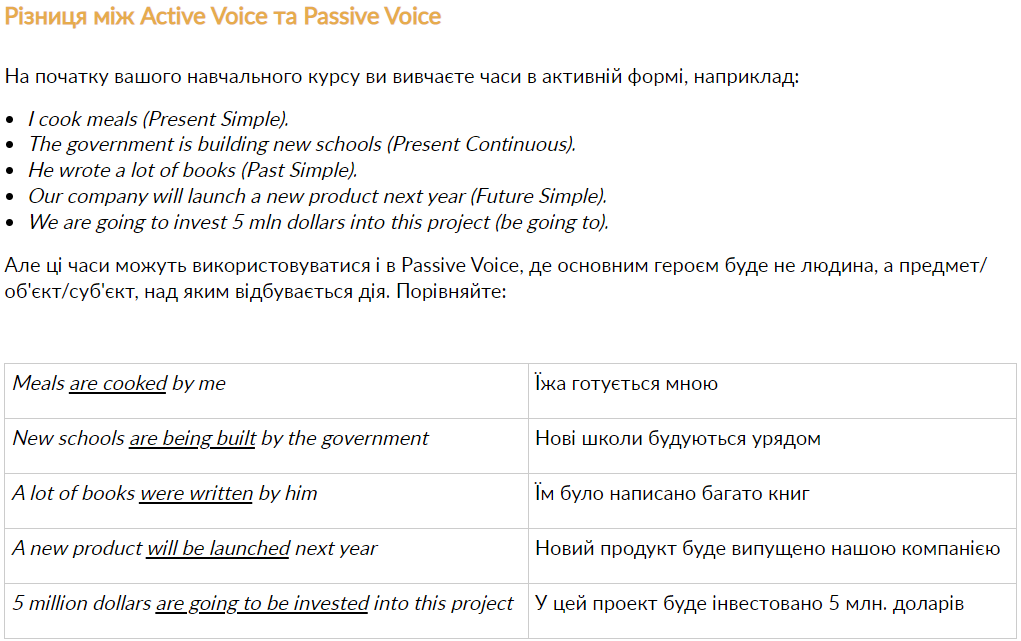 Різниця між Active Voice та Passive Voice
На початку вашого навчального курсу ви вивчаєте часи в активній формі, наприклад:
• I cook meals (Present Simple).
• The government is building new schools (Present Continuous).
• He wrote a lot of books (Past Simple).
• Our company will launch a new product next year (Future Simple).
• We are going to invest 5 mln dollars into this project (be going to).
Але ці часи можуть використовуватися і в Passive Voice, де основним героєм буде не людина, а предмет/
об'єкт/суб'єкт, над яким відбувається дія. Порівняйте:
Meals are cooked by me
Їжа готується мною
New schools are being built by the government
Нові школи будуються урядом
A lot of books were written by him
Їм було написано багато книг
A new product will be launched next year
Новий продукт буде випущено нашою компанією
5 million dollars are going to be invested into this project
У цей проект буде інвестовано 5 млн. доларів